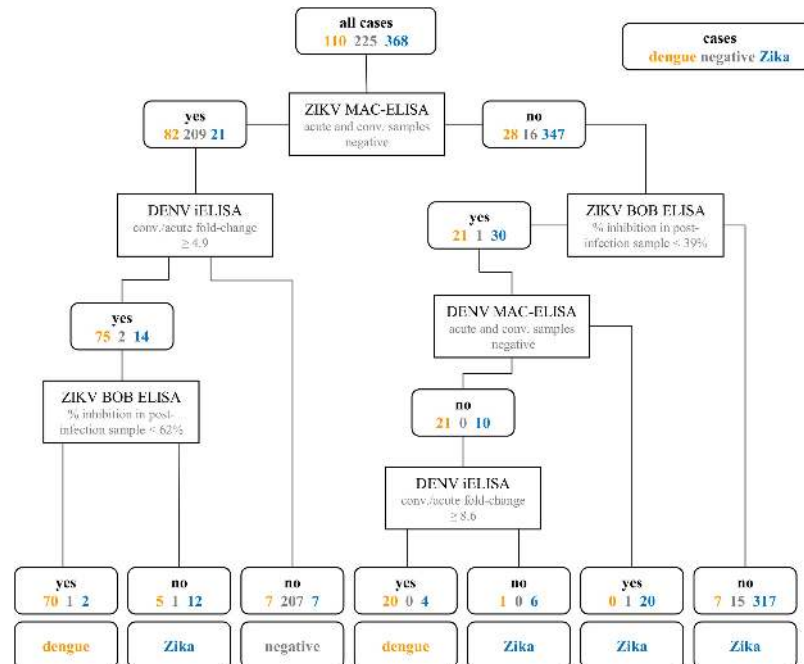 all cases
110 225 368
cases
dengue negative Zika
yes
82 209 21
ZIKV MAC-ELISA
acute and conv. samples
negative
no
28 16 347
DENV iELISA
conv./acute fold-change
≥ 4.9
yes
21 1 30
ZIKV BOB ELISA
% inhibition in post-
infection sample < 39%
yes
75 2 14
DENV MAC-ELISA
acute and conv. samples
negative
ZIKV BOB ELISA
% inhibition in post-
infection sample < 62%
no
21 0 10
DENV iELISA
conv./acute fold-change
≥ 8.6
yes
70 1 2
no
5 1 12
no
7 207 7
yes
20 0 4
no
1 0 6
yes
0 1 20
no
7 15 317
dengue
Zika
negative
dengue
Zika
Zika
Zika